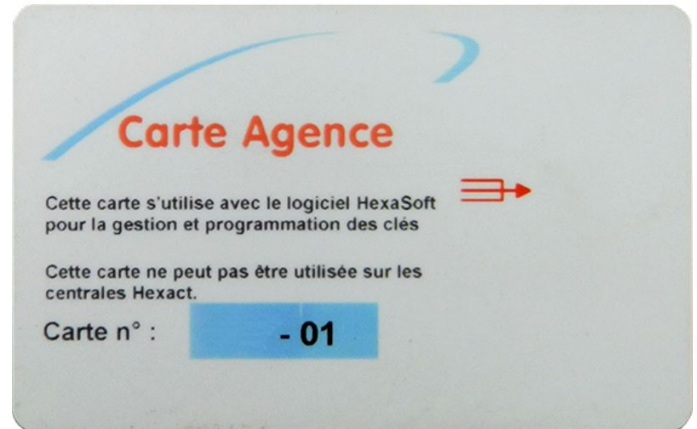 Carte Agence
Cette carte s'utilise avec le logiciel HexaSoft
pour la gestion et programmation des clés
Cette carte ne peut pas être utilisée sur les
centrales Hexact.
Carte n° : - 01